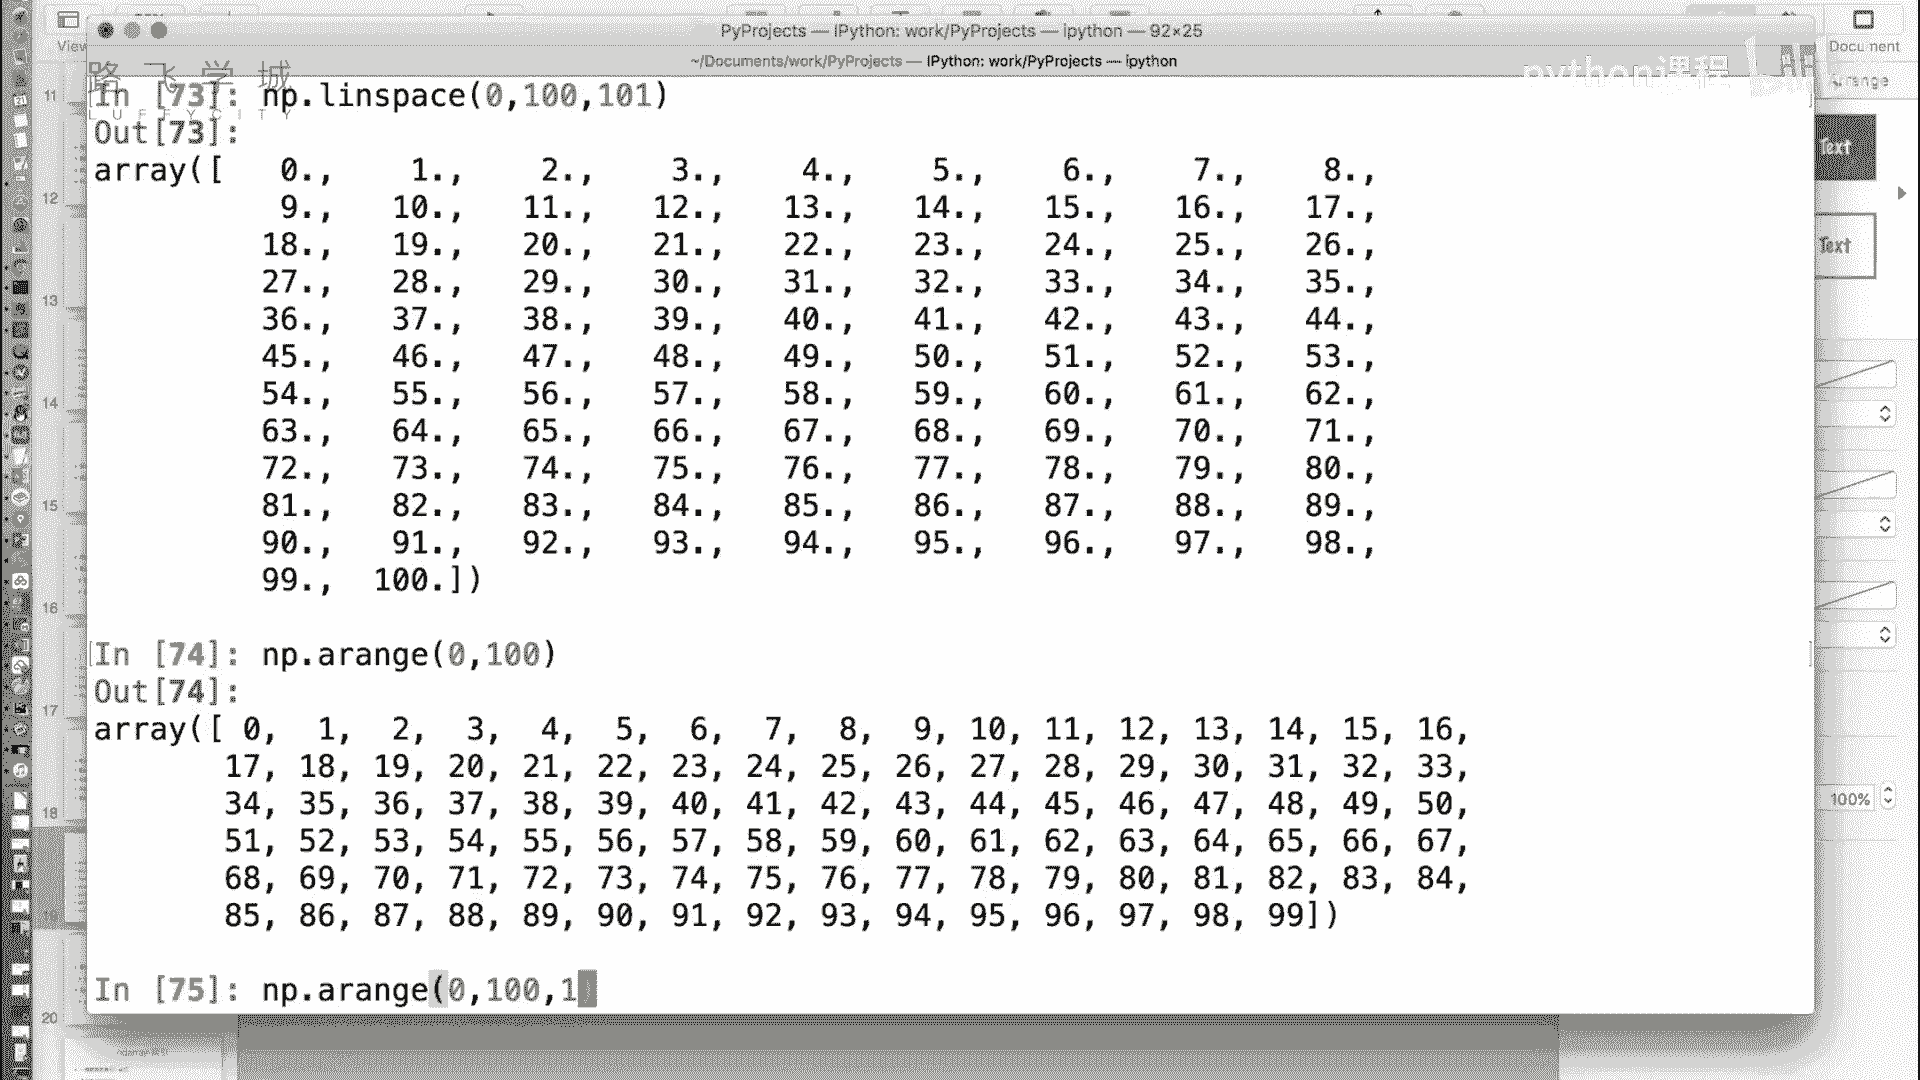 View
PyProjects — IPython: work/PyProjects — ipython — 92×25
~/Documents/work/PyProjects — IPython: work/PyProjects — ipython
路飞学城
LUFFYCITY
python课程
In [73]: np.linspace(0,100,101)
Out[73]:
array([   0.,    1.,    2.,    3.,    4.,    5.,    6.,    7.,    8.,
9.,   10.,   11.,   12.,   13.,   14.,   15.,   16.,   17.,
18.,   19.,   20.,   21.,   22.,   23.,   24.,   25.,   26.,
27.,   28.,   29.,   30.,   31.,   32.,   33.,   34.,   35.,
36.,   37.,   38.,   39.,   40.,   41.,   42.,   43.,   44.,
45.,   46.,   47.,   48.,   49.,   50.,   51.,   52.,   53.,
54.,   55.,   56.,   57.,   58.,   59.,   60.,   61.,   62.,
63.,   64.,   65.,   66.,   67.,   68.,   69.,   70.,   71.,
72.,   73.,   74.,   75.,   76.,   77.,   78.,   79.,   80.,
81.,   82.,   83.,   84.,   85.,   86.,   87.,   88.,   89.,
90.,   91.,   92.,   93.,   94.,   95.,   96.,   97.,   98.,
99.,  100.])
In [74]: np.arange(0,100)
Out[74]:
array([ 0,  1,  2,  3,  4,  5,  6,  7,  8,  9, 10, 11, 12, 13, 14, 15, 16,
17, 18, 19, 20, 21, 22, 23, 24, 25, 26, 27, 28, 29, 30, 31, 32, 33,
34, 35, 36, 37, 38, 39, 40, 41, 42, 43, 44, 45, 46, 47, 48, 49, 50,
51, 52, 53, 54, 55, 56, 57, 58, 59, 60, 61, 62, 63, 64, 65, 66, 67,
68, 69, 70, 71, 72, 73, 74, 75, 76, 77, 78, 79, 80, 81, 82, 83, 84,
85, 86, 87, 88, 89, 90, 91, 92, 93, 94, 95, 96, 97, 98, 99])
In [75]: np.arange(0,100,1)
11
12
13
14
15
16
17
18
19
20
Text
Text
100%